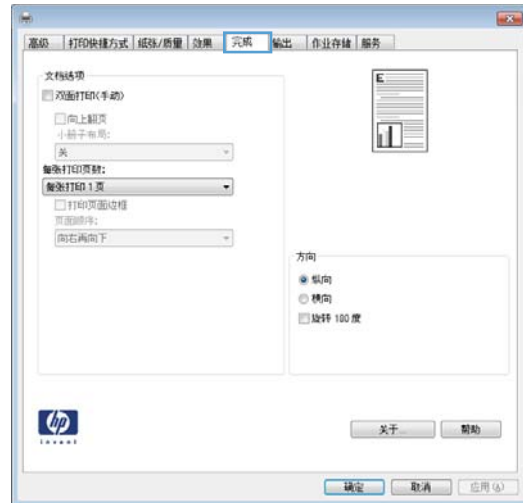 高级 打印快捷方式 纸张/质量 效果 完成 输出 作业存储 服务
文档选项
双面打印(手动)
向上翻页
小册子布局:
关
每张打印页数:
每张打印 1 页
打印页面边框
页面顺序:
向右再向下
E
方向
纵向
横向
旋转 180 度
hp
invent
关于...
帮助
确定
取消
应用(A)